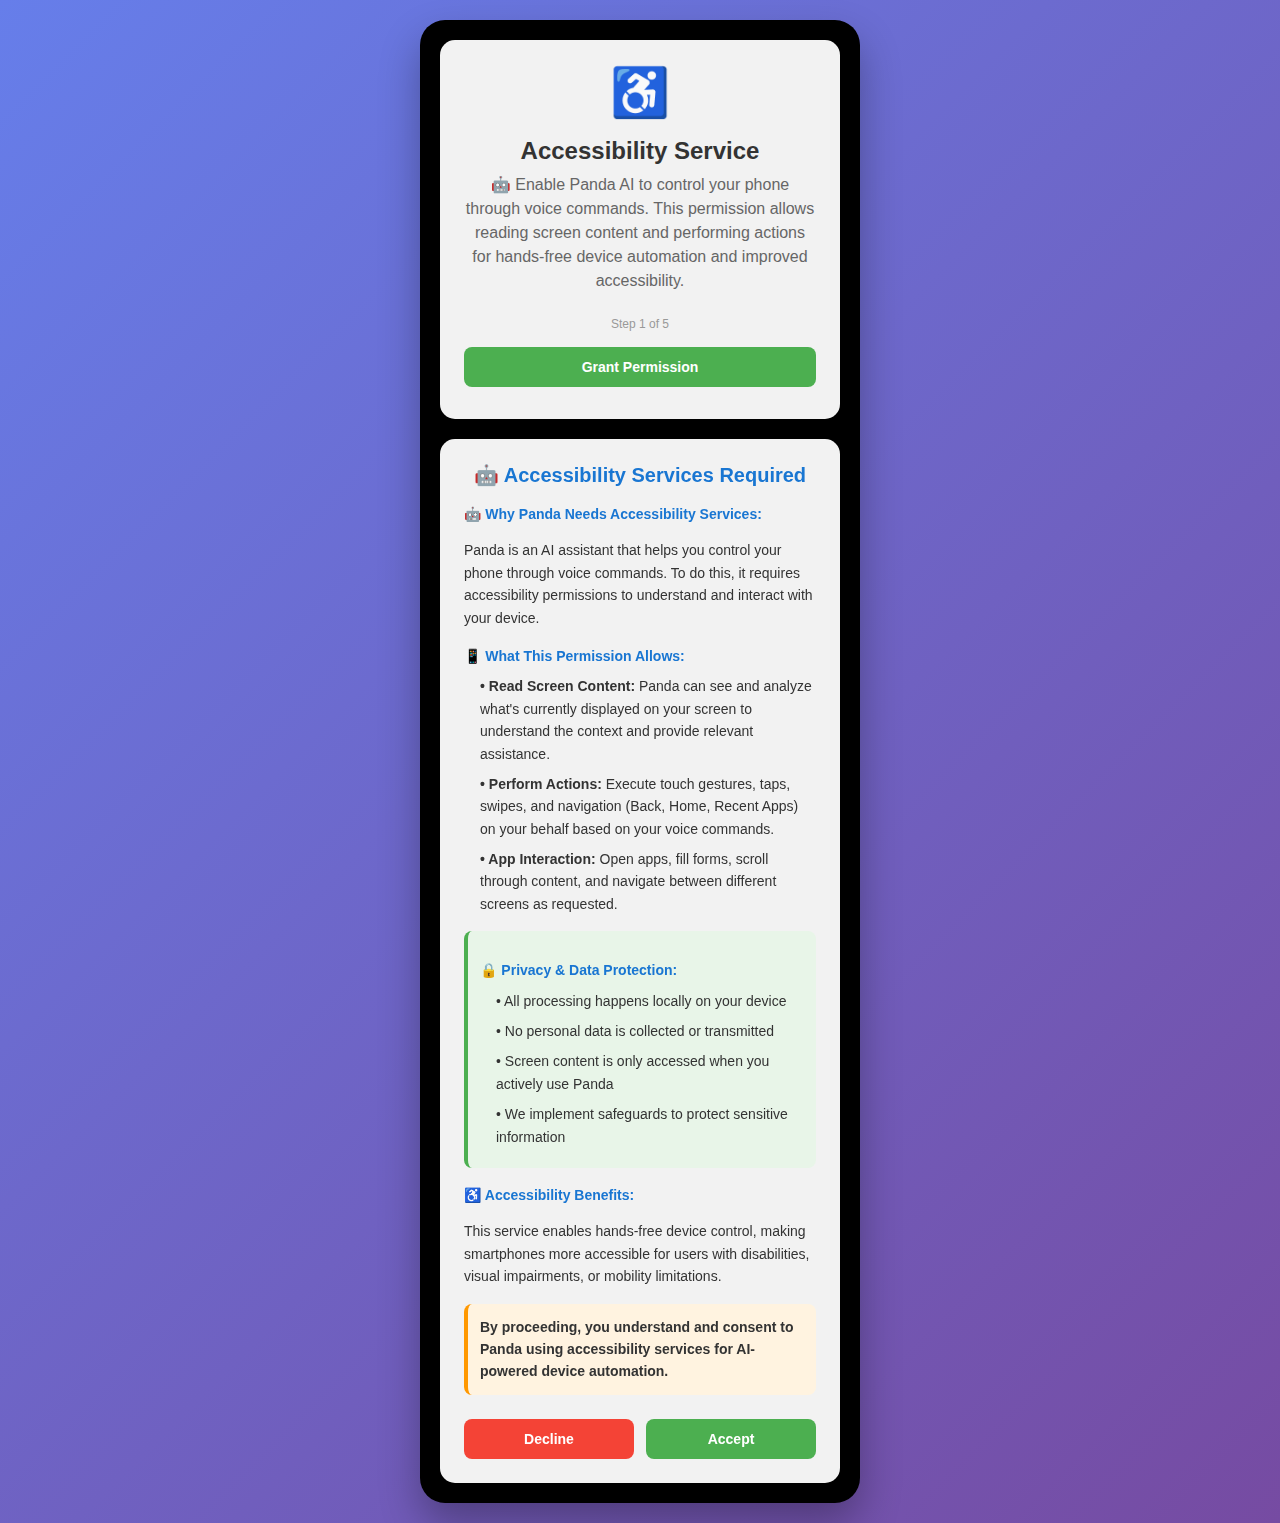 ♿
Accessibility Service
🤖 Enable Panda AI to control your phone
through voice commands. This permission allows
reading screen content and performing actions
for hands-free device automation and improved
accessibility.
Step 1 of 5
Grant Permission
🤖 Accessibility Services Required
🤖 Why Panda Needs Accessibility Services:
Panda is an AI assistant that helps you control your
phone through voice commands. To do this, it requires
accessibility permissions to understand and interact with
your device.
📱 What This Permission Allows:
• Read Screen Content: Panda can see and analyze
what's currently displayed on your screen to
understand the context and provide relevant
assistance.
• Perform Actions: Execute touch gestures, taps,
swipes, and navigation (Back, Home, Recent Apps)
on your behalf based on your voice commands.
• App Interaction: Open apps, fill forms, scroll
through content, and navigate between different
screens as requested.
🔒 Privacy & Data Protection:
• All processing happens locally on your device
• No personal data is collected or transmitted
• Screen content is only accessed when you
actively use Panda
• We implement safeguards to protect sensitive
information
♿ Accessibility Benefits:
This service enables hands-free device control, making
smartphones more accessible for users with disabilities,
visual impairments, or mobility limitations.
By proceeding, you understand and consent to
Panda using accessibility services for AI-
powered device automation.
Decline
Accept